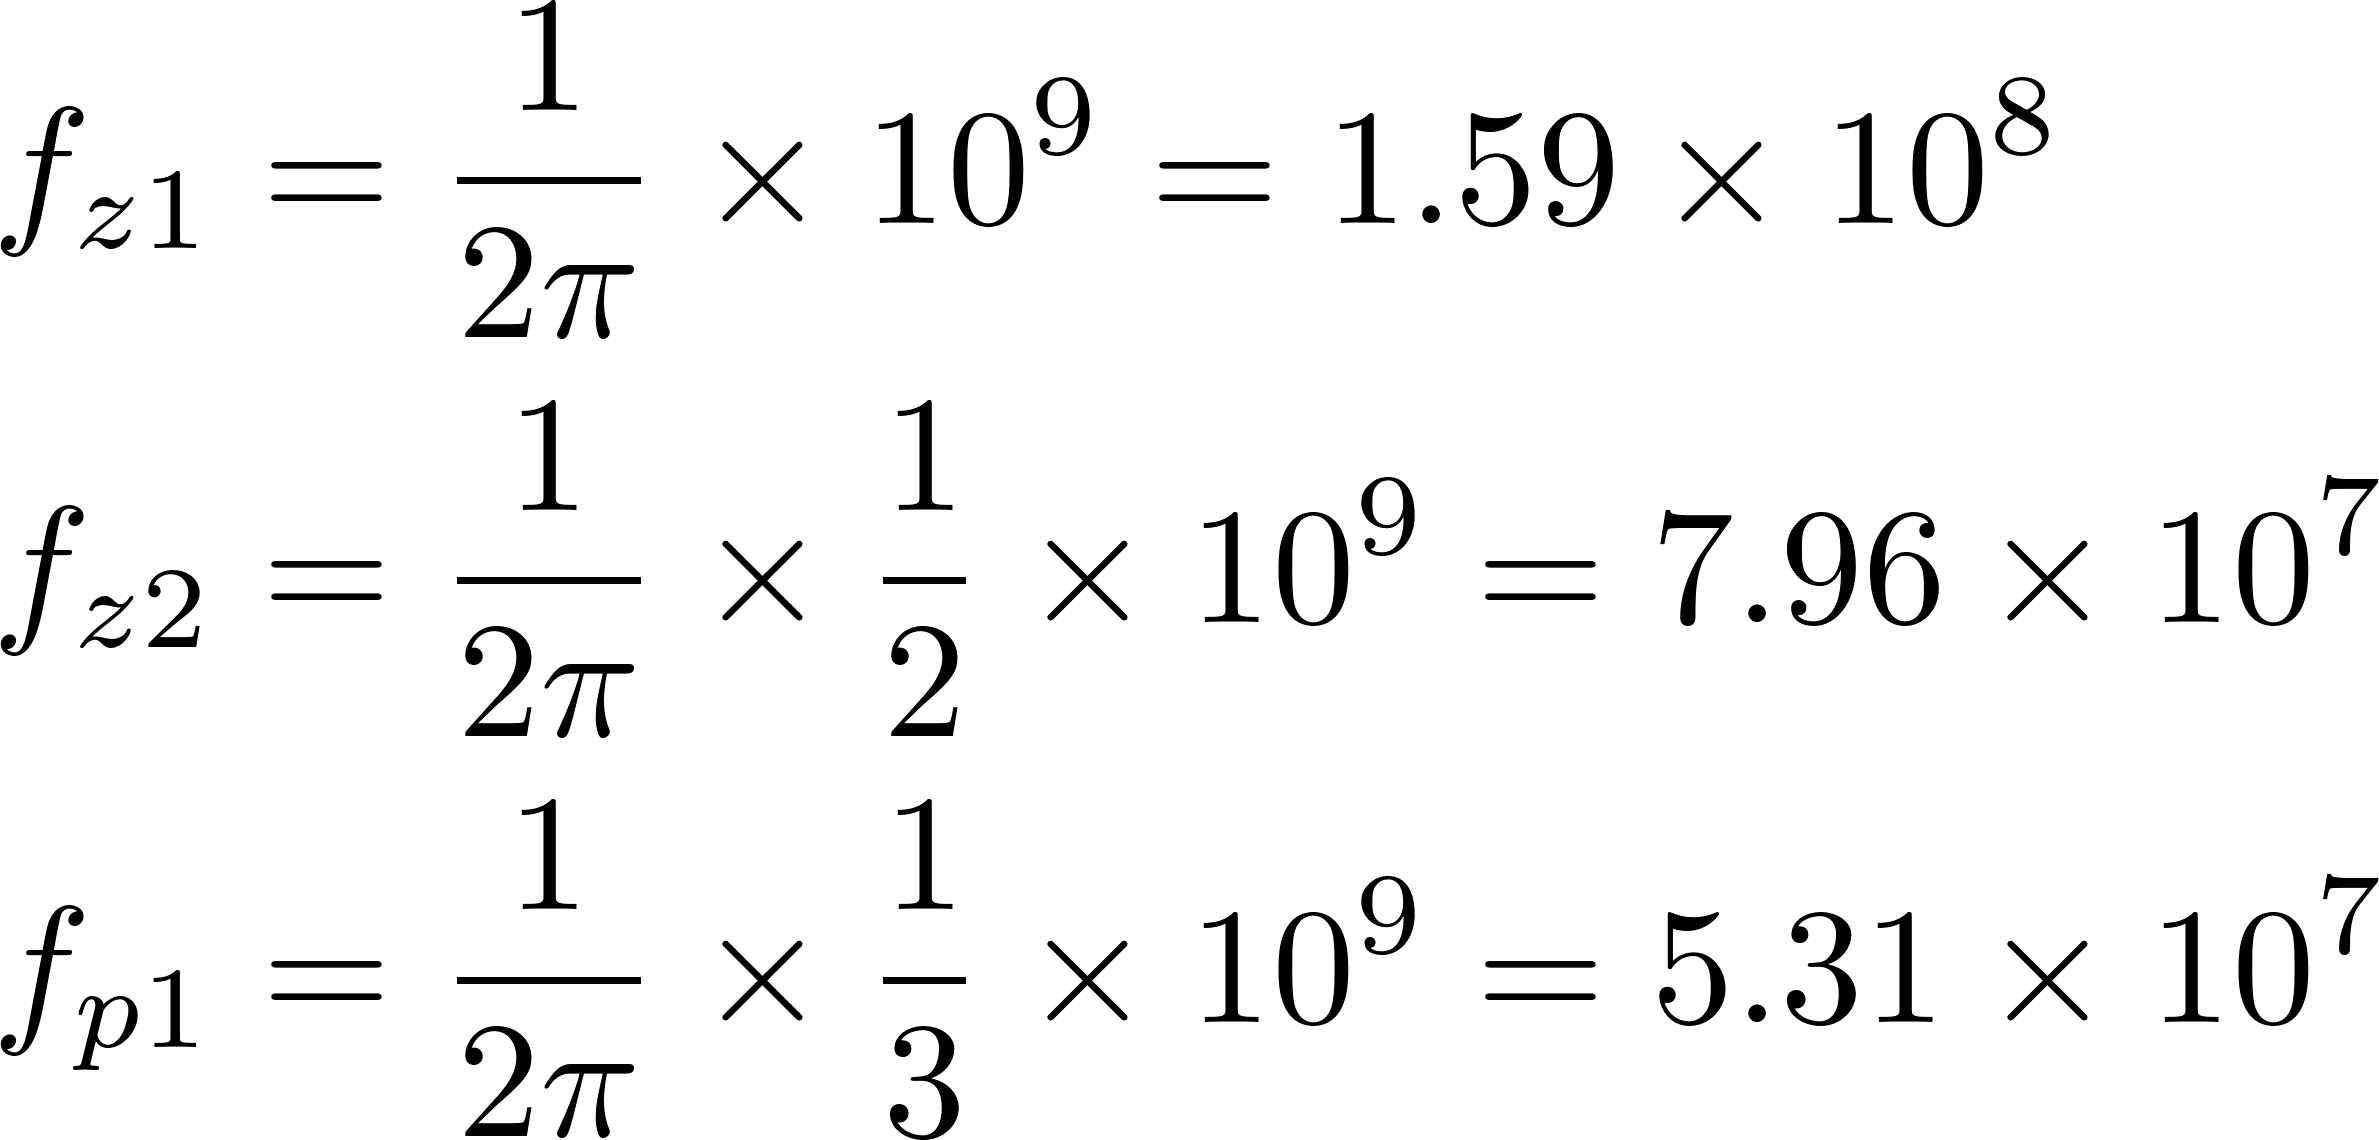 f_{z1} = \frac{1}{2\pi} \times 10^9 = 1.59 \times 10^8
f_{z2} = \frac{1}{2\pi} \times \frac{1}{2} \times 10^9 = 7.96 \times 10^7
f_{p1} = \frac{1}{2\pi} \times \frac{1}{3} \times 10^9 = 5.31 \times 10^7